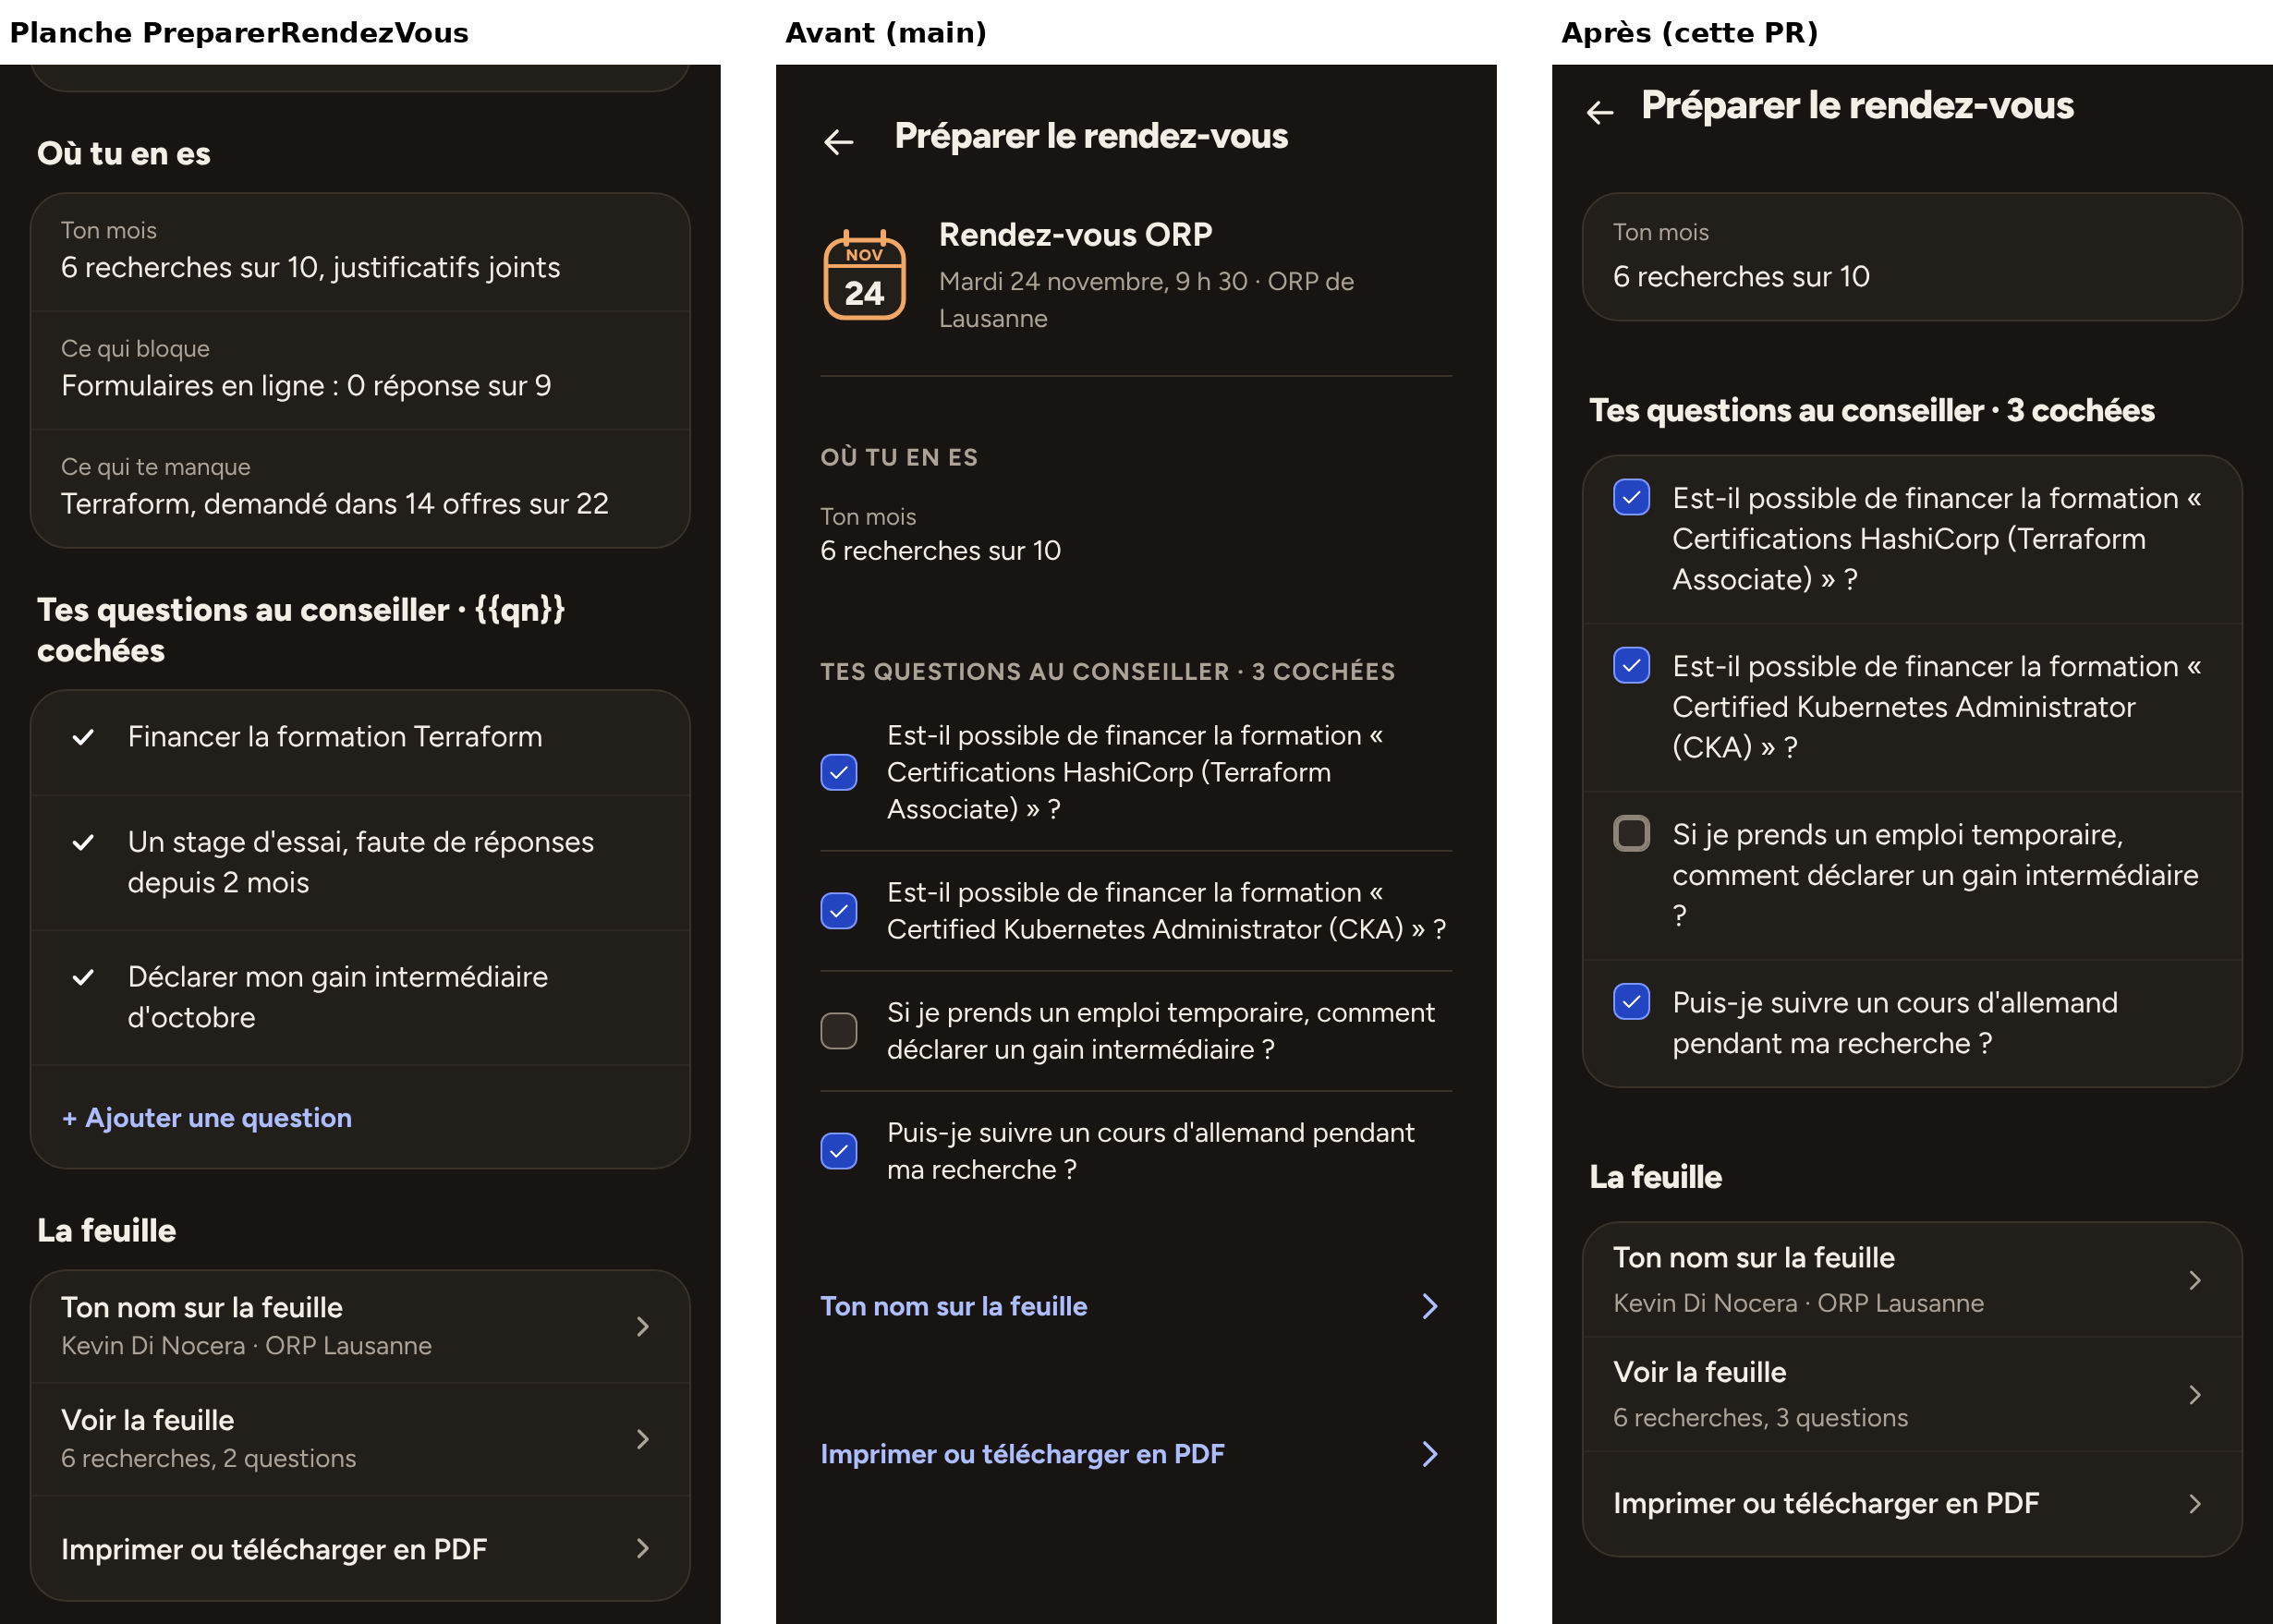 Planche PreparerRendezVous
Où tu en es
Ton mois
6 recherches sur 10, justificatifs joints
Ce qui bloque
Formulaires en ligne : 0 réponse sur 9
Ce qui te manque
Terraform, demandé dans 14 offres sur 22
Tes questions au conseiller · {{qn}}
cochées
Financer la formation Terraform
Un stage d'essai, faute de réponses
depuis 2 mois
Déclarer mon gain intermédiaire
d'octobre
+ Ajouter une question
La feuille
Ton nom sur la feuille
Kevin Di Nocera · ORP Lausanne
Voir la feuille
6 recherches, 2 questions
Imprimer ou télécharger en PDF
Avant (main)
Préparer le rendez-vous
NOV
24
Rendez-vous ORP
Mardi 24 novembre, 9 h 30 · ORP de
Lausanne
OÙ TU EN ES
Ton mois
6 recherches sur 10
TES QUESTIONS AU CONSEILLER · 3 COCHÉES
Est-il possible de financer la formation «
Certifications HashiCorp (Terraform
Associate) » ?
Est-il possible de financer la formation «
Certified Kubernetes Administrator (CKA) » ?
Si je prends un emploi temporaire, comment
déclarer un gain intermédiaire ?
Puis-je suivre un cours d'allemand pendant
ma recherche ?
Ton nom sur la feuille
Imprimer ou télécharger en PDF
Après (cette PR)
Préparer le rendez-vous
Ton mois
6 recherches sur 10
Tes questions au conseiller · 3 cochées
Est-il possible de financer la formation «
Certifications HashiCorp (Terraform
Associate) » ?
Est-il possible de financer la formation «
Certified Kubernetes Administrator
(CKA) » ?
Si je prends un emploi temporaire,
comment déclarer un gain intermédiaire
?
Puis-je suivre un cours d'allemand
pendant ma recherche ?
La feuille
Ton nom sur la feuille
Kevin Di Nocera · ORP Lausanne
Voir la feuille
6 recherches, 3 questions
Imprimer ou télécharger en PDF